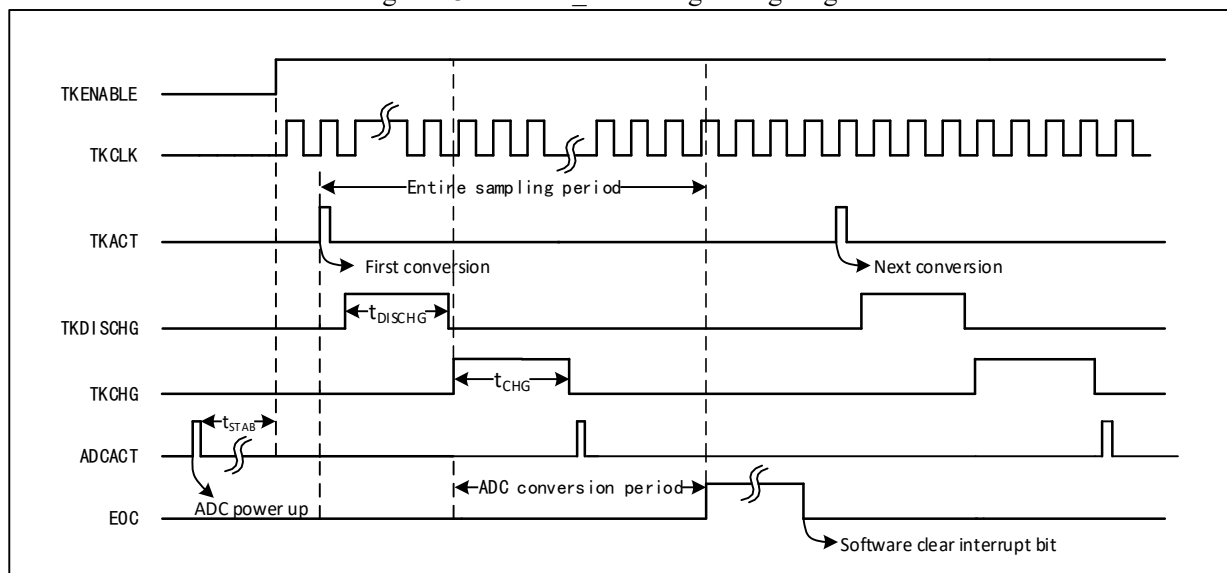 TKENABLE
TKCLK
Entire sampling period
TKACT
First conversion
Next conversion
tDISCHG
TKDISCHG
tCHG
TKCHG
tSTAB
ADCACT
ADC conversion period
ADC power up
EOC
Software clear interrupt bit